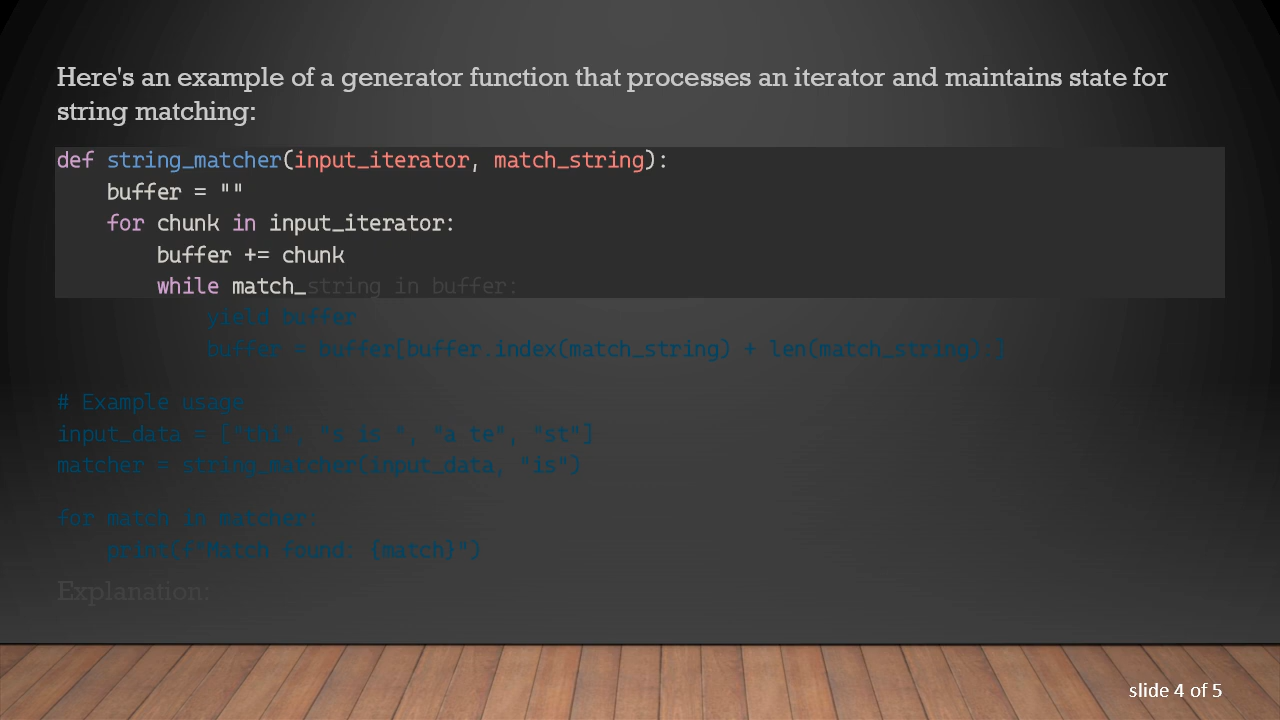 Here's an example of a generator function that processes an iterator and maintains state for
string matching:
def string_matcher(input_iterator, match_string):
    buffer = ""
    for chunk in input_iterator:
        buffer += chunk
        while match_string in buffer:
            yield buffer
            buffer = buffer[buffer.index(match_string) + len(match_string):]
# Example usage
input_data = ["thi", "s is ", "a te", "st"]
matcher = string_matcher(input_data, "is")
for match in matcher:
    print(f"Match found: {match}")
Explanation:
slide 4 of 5